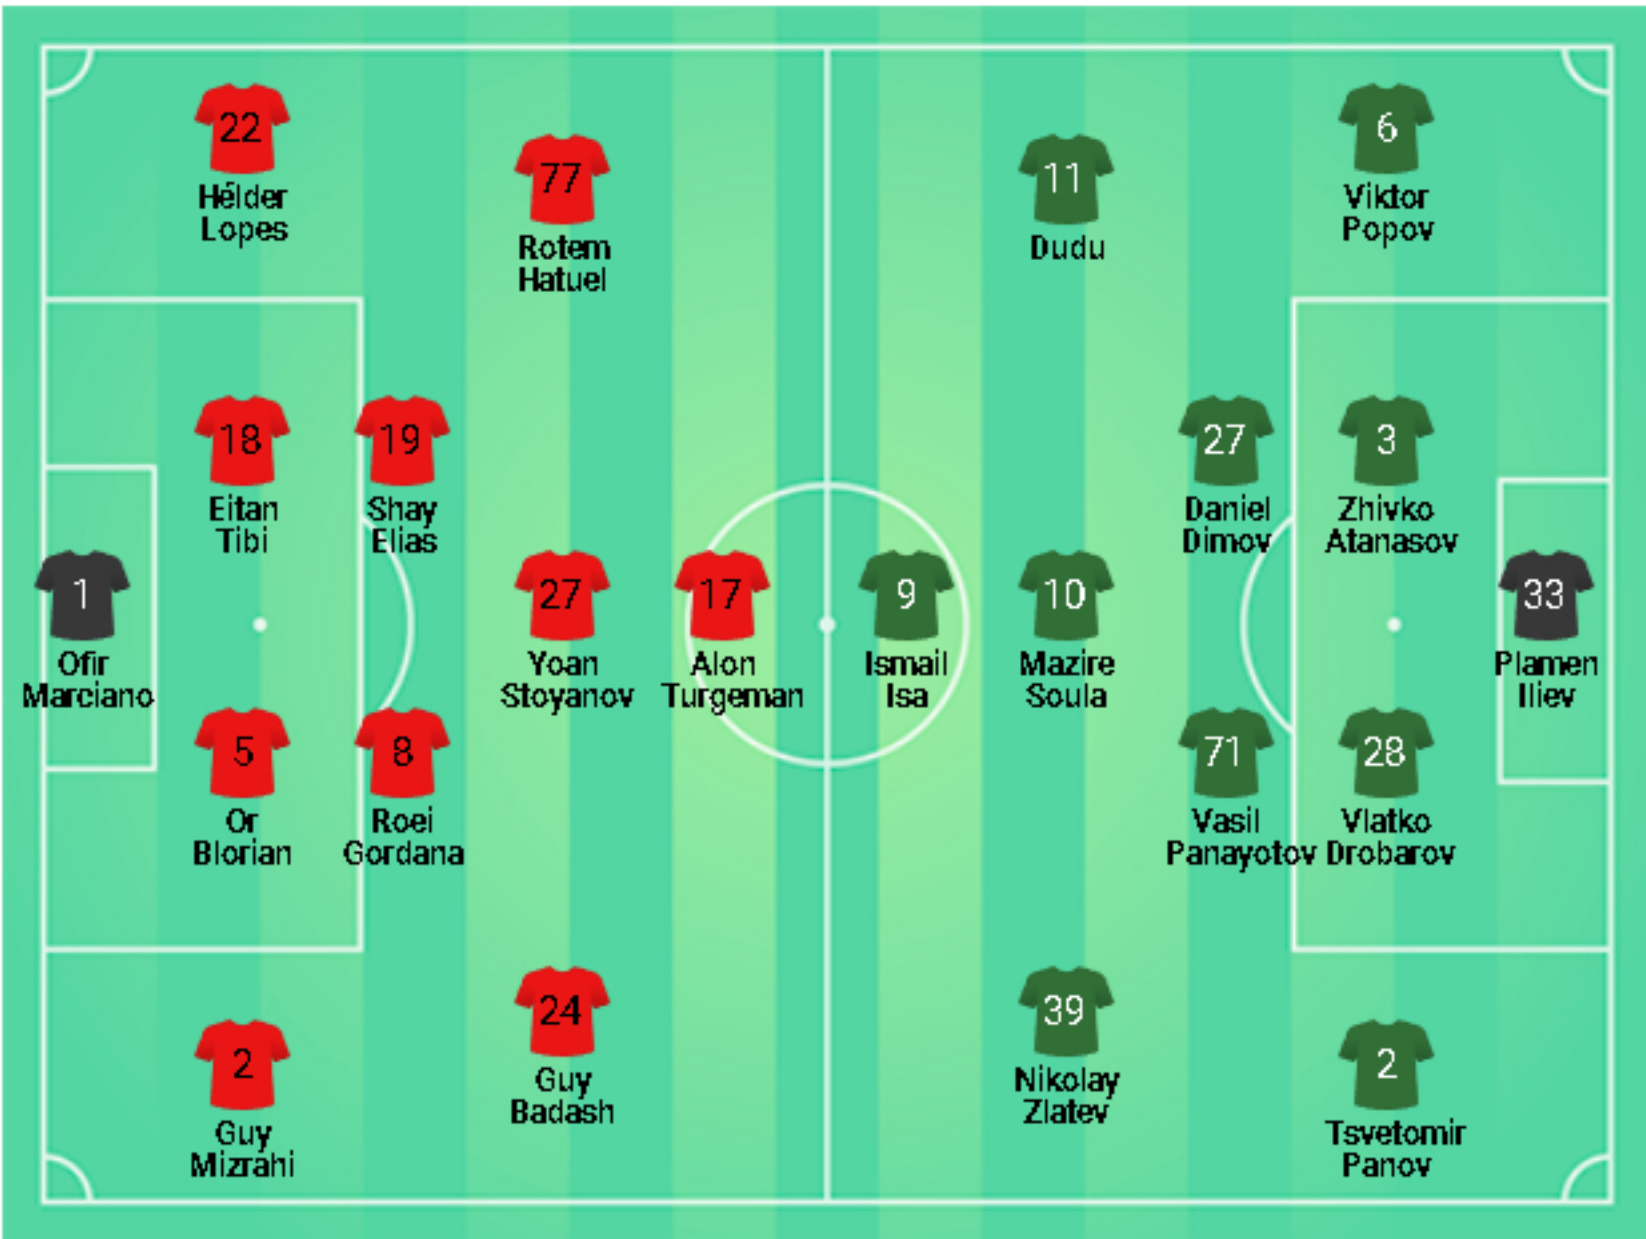 22
Hélder
Lopes
77
Rotem
Hatuel
18
Eitan
Tibi
19
Shay
Elias
1
Ofir
Marciano
27
Yoan
Stoyanov
17
Alon
Turgeman
5
Or
Blorian
8
Roei
Gordana
24
Guy
Badash
2
Guy
Mizrahi
11
Dudu
6
Viktor
Popov
27
Daniel
Dimov
3
Zhivko
Atanasov
9
Ismail
Isa
10
Mazire
Soula
33
Plamen
Iliev
71
Vasil
Panayotov
28
Vlatko
Drobarov
39
Nikolay
Zlatev
2
Tsvetomir
Panov